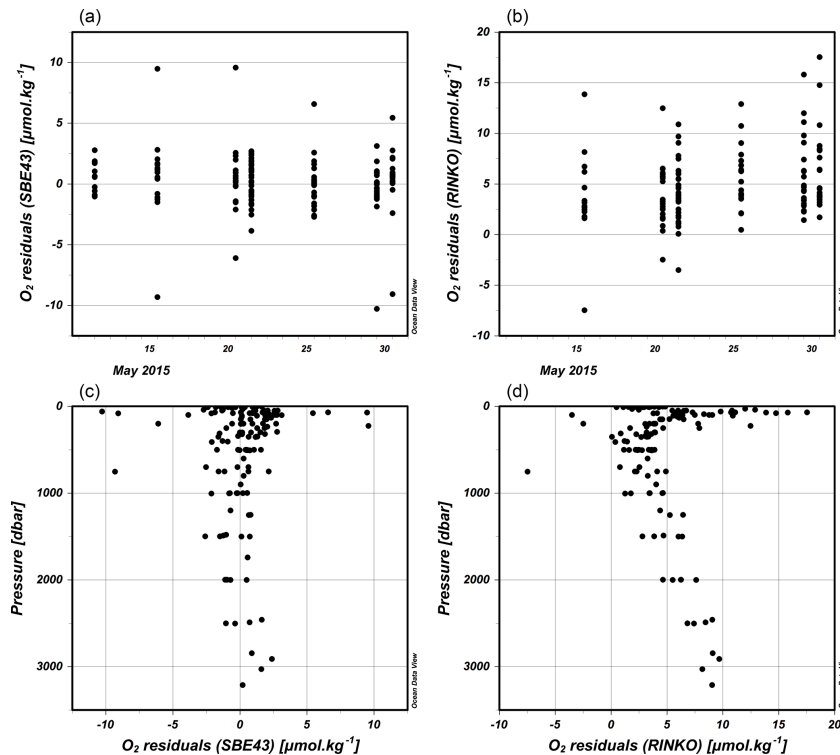 (a)
(b)
O2 residuals (SBE43) [µmol.kg-1]
10
5
0
-5
-10
15
20
25
30
May 2015
Ocean Data View
O2 residuals (RINKO) [µmol.kg-1]
20
15
10
5
0
-5
-10
15
20
25
30
May 2015
(c)
(d)
Pressure [dbar]
0
1000
2000
3000
-10
-5
0
5
10
O2 residuals (SBE43) [µmol.kg-1]
Ocean Data View
Pressure [dbar]
0
1000
2000
3000
-10
-5
0
5
10
15
20
O2 residuals (RINKO) [µmol.kg-1]